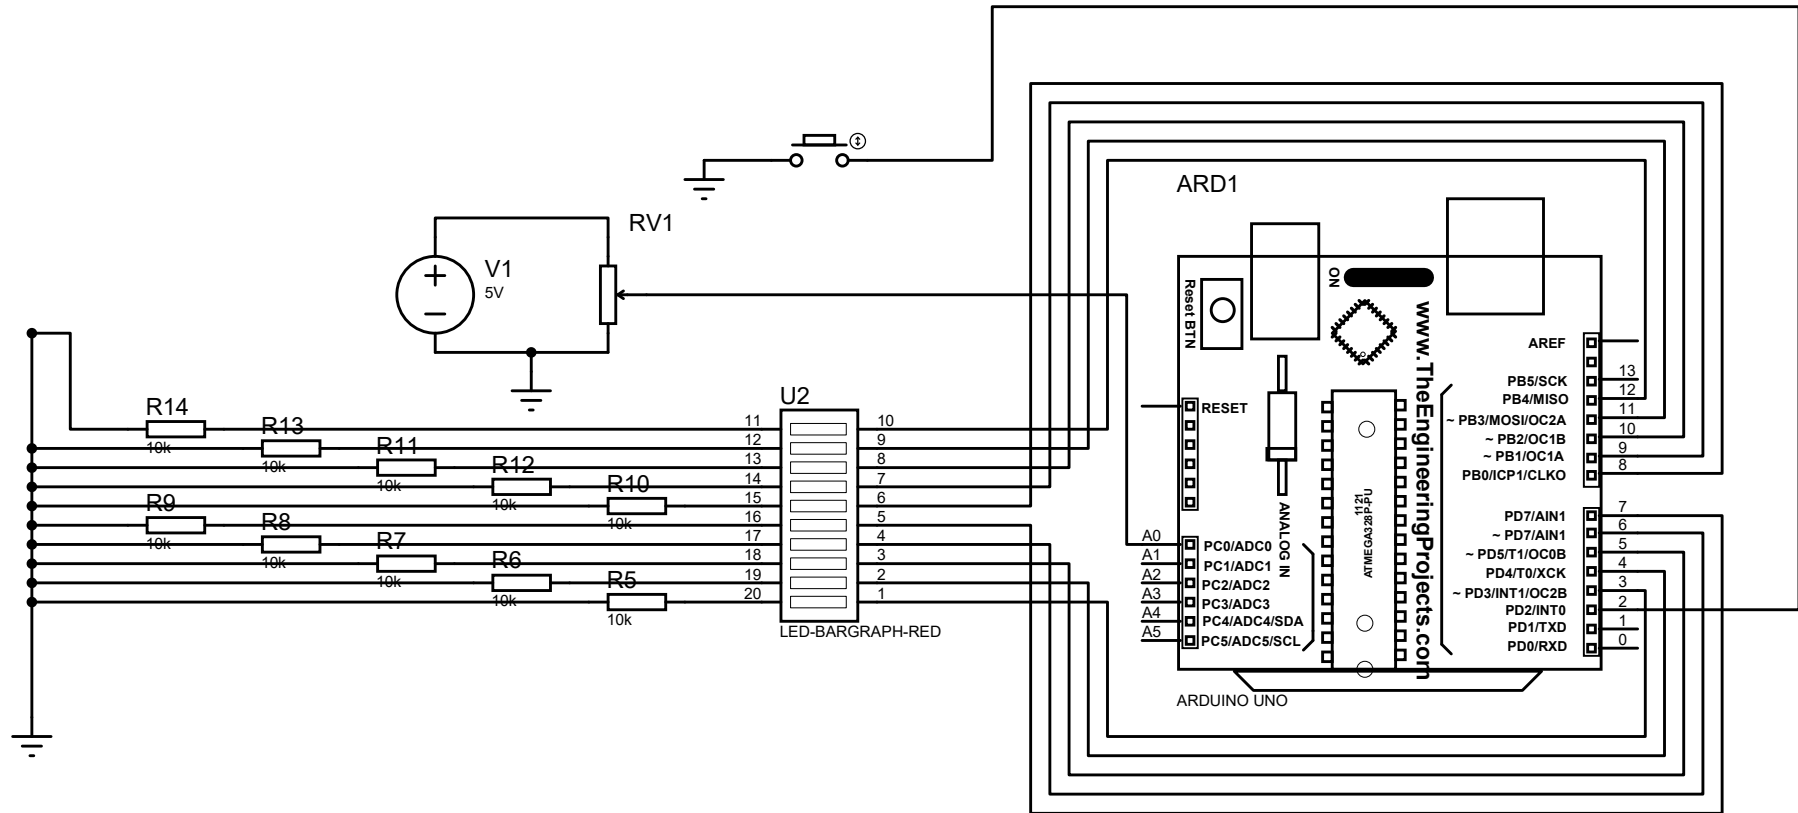 ARD1
RV1
V1
5V
ON
Reset BTN
www.TheEngineeringProjects.com
AREF
PB5/SCK
13
PB4/MISO
12
~ PB3/MOSI/OC2A
11
~ PB2/OC1B
10
~ PB1/OC1A
9
PB0/ICP1/CLKO
8
RESET
1121
ATMEGA328P-PU
ANALOG IN
PD7/AIN1
7
~ PD7/AIN1
6
~ PD5/T1/OC0B
5
PD4/T0/XCK
4
~ PD3/INT1/OC2B
3
PD2/INT0
2
PD1/TXD
1
PD0/RXD
0
A0
PC0/ADC0
A1
PC1/ADC1
A2
PC2/ADC2
A3
PC3/ADC3
A4
PC4/ADC4/SDA
A5
PC5/ADC5/SCL
ARDUINO UNO
U2
11 10
12 9
13 8
14 7
15 6
16 5
17 4
18 3
19 2
20 1
LED-BARGRAPH-RED
R14
10k
R13
10k
R11
10k
R12
10k
R10
10k
R9
10k
R8
10k
R7
10k
R6
10k
R5
10k